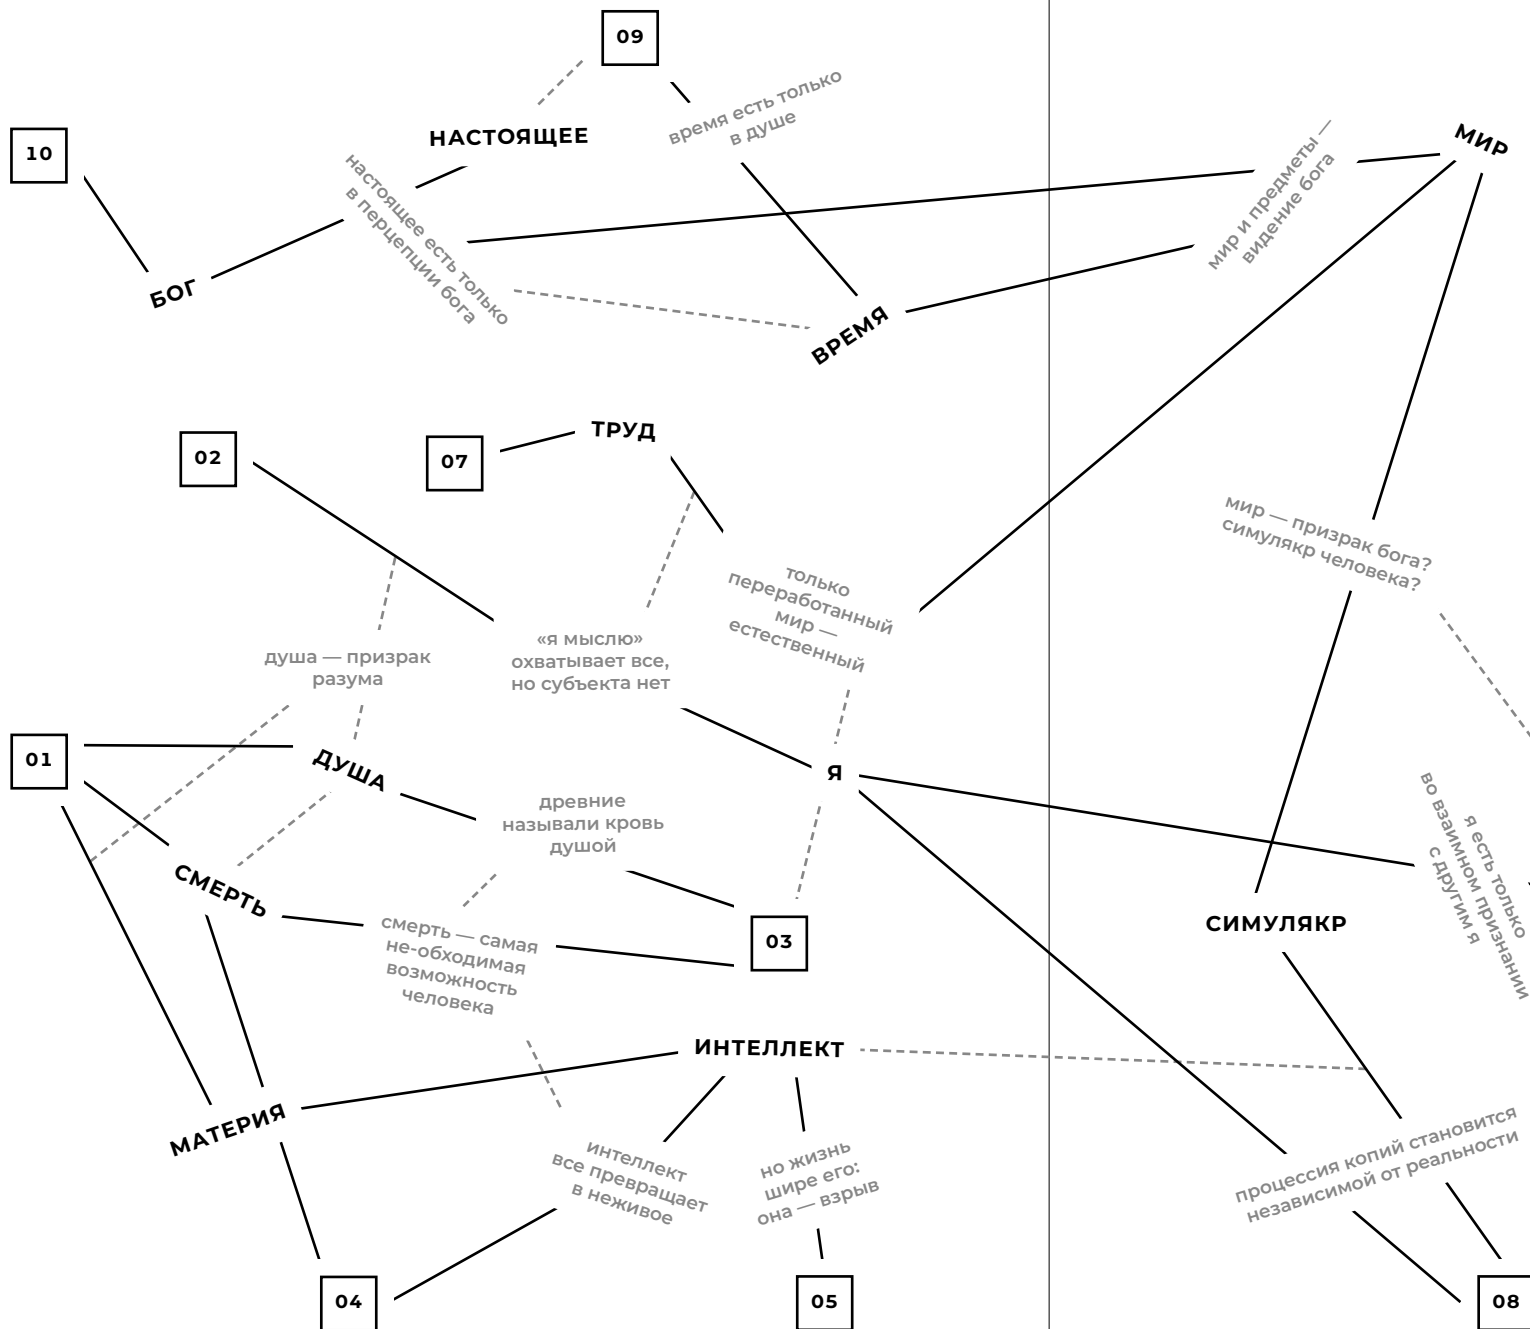 09
время есть только
в душе
НАСТОЯЩЕЕ
10
МИР
мир и предметы —
видение бога
настоящее есть только
в перцепции бога
БОГ
ВРЕМЯ
ТРУД
02
07
мир — призрак бога?
симулякр человека?
только
переработанный
мир —
естественный
«я мыслю»
охватывает все,
но субъекта нет
душа — призрак
разума
01
ДУША
Я
древние
называли кровь
душой
я есть только
во взаимном признании
с другим я
СМЕРТЬ
смерть — самая
не-обходимая
возможность
человека
03
СИМУЛЯКР
ИНТЕЛЛЕКТ
МАТЕРИЯ
интеллект
все превращает
в неживое
но жизнь
шире его:
она — взрыв
процессия копий становится
независимой от реальности
04
05
08